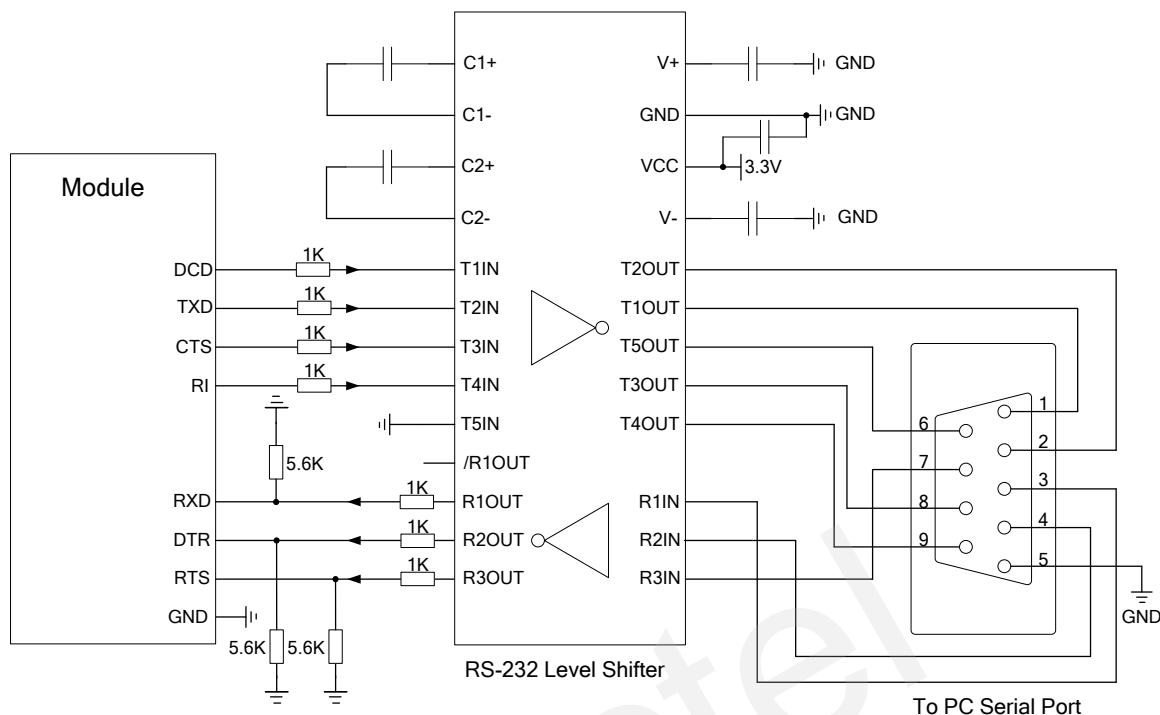 C1+
V+
GND
C1-
GND
GND
C2+
VCC
3.3V
Module
C2-
V-
GND
DCD
1K
T1IN
T2OUT
TXD
1K
T2IN
T1OUT
CTS
1K
T3IN
T5OUT
RI
1K
T4IN
T3OUT
1
T5IN
T4OUT
6
2
5.6K
/R1OUT
7
3
RXD
1K
R1OUT
R1IN
8
4
DTR
1K
R2OUT
R2IN
9
5
RTS
1K
R3OUT
R3IN
GND
GND
5.6K
5.6K
RS-232 Level Shifter
To PC Serial Port